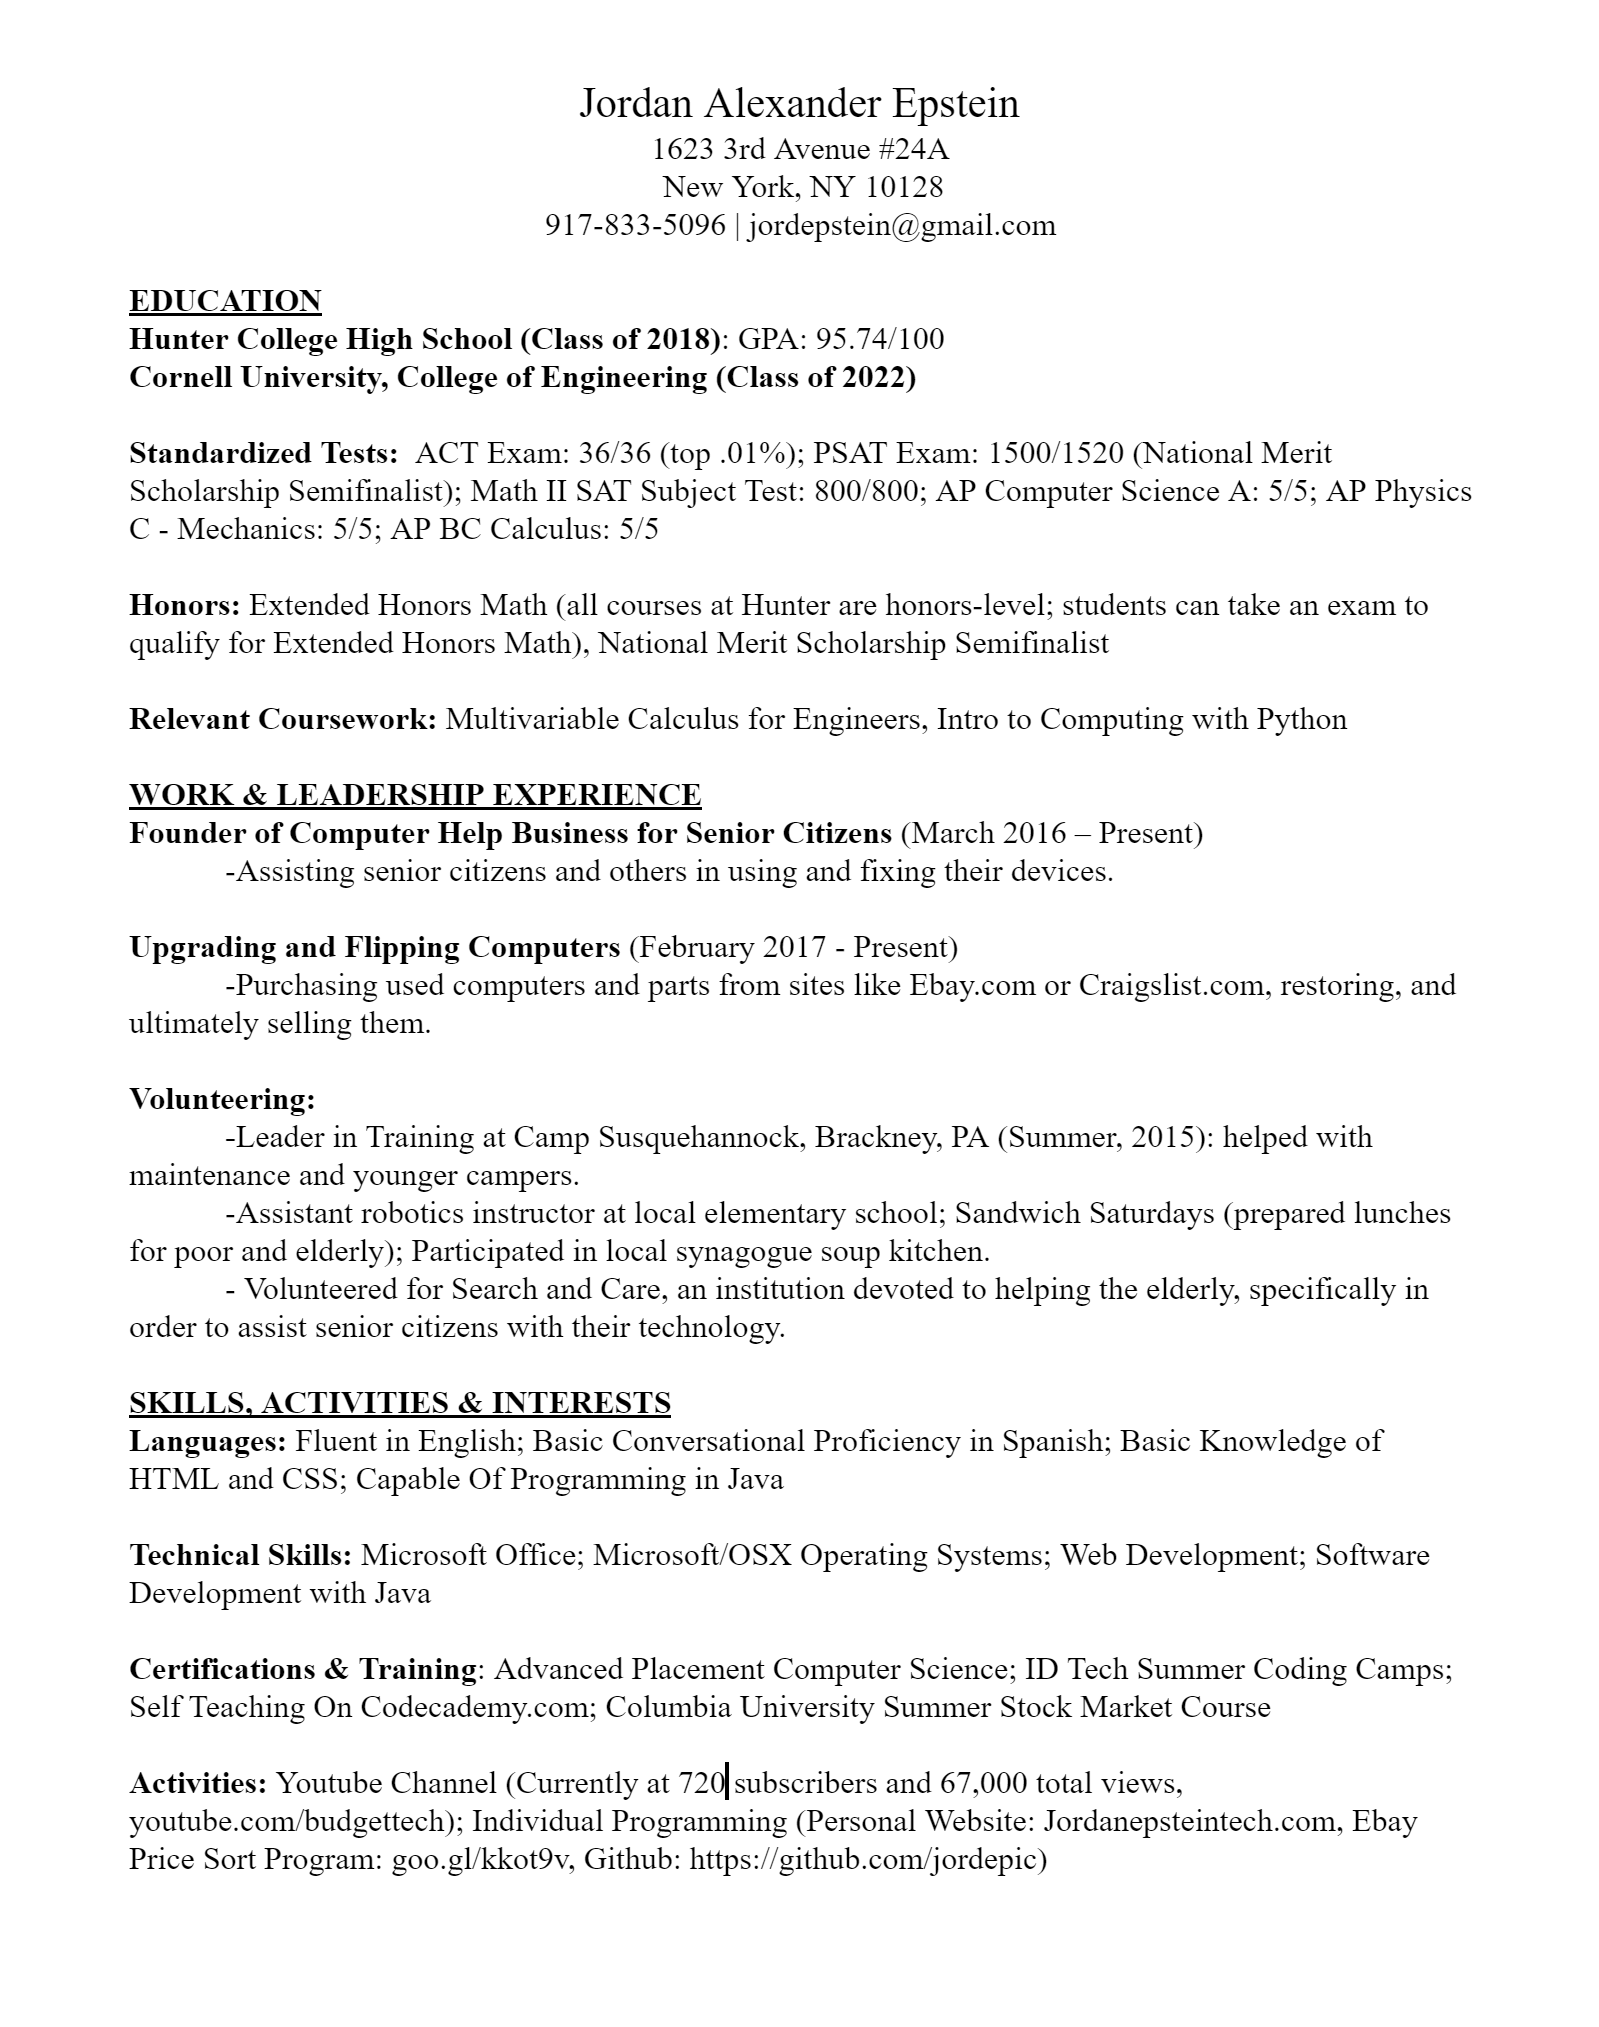 Jordan Alexander Epstein
1623 3rd Avenue #24A
New York, NY 10128
917-833-5096 | jordepstein@gmail.com
EDUCATION
Hunter College High School (Class of 2018): GPA: 95.74/100
Cornell University, College of Engineering (Class of 2022)
Standardized Tests:  ACT Exam: 36/36 (top .01%); PSAT Exam: 1500/1520 (National Merit
Scholarship Semifinalist); Math II SAT Subject Test: 800/800; AP Computer Science A: 5/5; AP Physics
C - Mechanics: 5/5; AP BC Calculus: 5/5
Honors: Extended Honors Math (all courses at Hunter are honors-level; students can take an exam to
qualify for Extended Honors Math), National Merit Scholarship Semifinalist
Relevant Coursework: Multivariable Calculus for Engineers, Intro to Computing with Python
WORK & LEADERSHIP EXPERIENCE
Founder of Computer Help Business for Senior Citizens (March 2016 – Present)
-Assisting senior citizens and others in using and fixing their devices.
Upgrading and Flipping Computers (February 2017 - Present)
-Purchasing used computers and parts from sites like Ebay.com or Craigslist.com, restoring, and
ultimately selling them.
Volunteering:
-Leader in Training at Camp Susquehannock, Brackney, PA (Summer, 2015): helped with
maintenance and younger campers.
-Assistant robotics instructor at local elementary school; Sandwich Saturdays (prepared lunches
for poor and elderly); Participated in local synagogue soup kitchen.
- Volunteered for Search and Care, an institution devoted to helping the elderly, specifically in
order to assist senior citizens with their technology.
SKILLS, ACTIVITIES & INTERESTS
Languages: Fluent in English; Basic Conversational Proficiency in Spanish; Basic Knowledge of
HTML and CSS; Capable Of Programming in Java
Technical Skills: Microsoft Office; Microsoft/OSX Operating Systems; Web Development; Software
Development with Java
Certifications & Training: Advanced Placement Computer Science; ID Tech Summer Coding Camps;
Self Teaching On Codecademy.com; Columbia University Summer Stock Market Course
Activities: Youtube Channel (Currently at 720 subscribers and 67,000 total views,
youtube.com/budgettech); Individual Programming (Personal Website: Jordanepsteintech.com, Ebay
Price Sort Program: goo.gl/kkot9v, Github: https://github.com/jordepic)